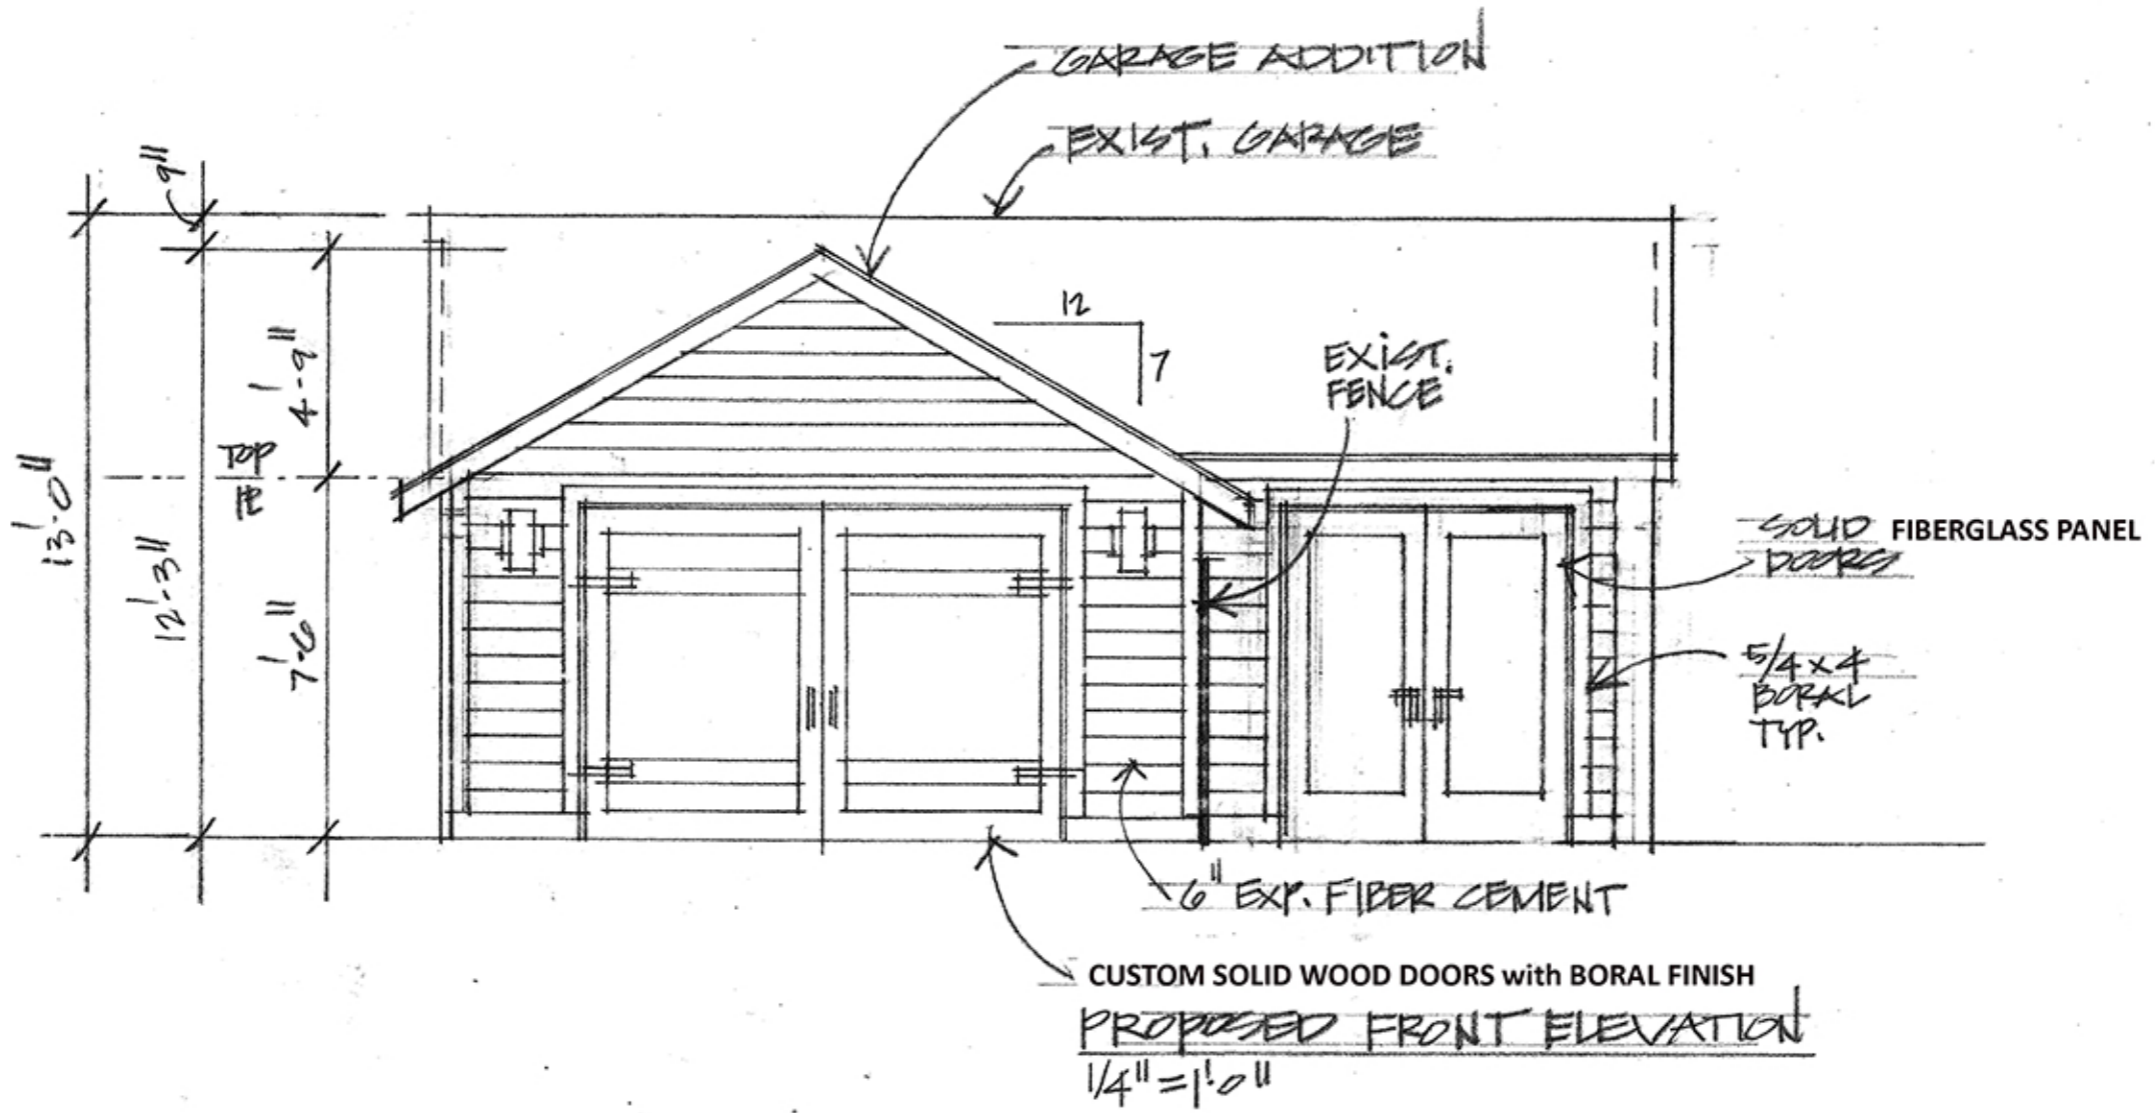 GARAGE ADDITION
EXIST. GARAGE
9"
12
7
EXIST.
FENCE
4'-9"
TOP
PL
13'-0"
12'-3"
7'-6"
SOLID FIBERGLASS PANEL
DOORS
5/4 x 4
BORAL
TYP.
6" EXP. FIBER CEMENT
CUSTOM SOLID WOOD DOORS with BORAL FINISH
PROPOSED FRONT ELEVATION
1/4" = 1'-0"